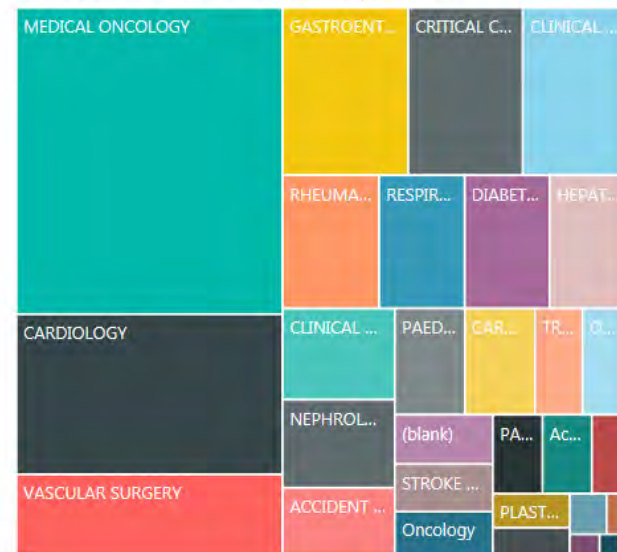 MEDICAL ONCOLOGY
GASTROENT...
CRITICAL C...
CLINICAL ...
RHEUMA...
RESPIR...
DIABET...
HEPAT...
CARDIOLOGY
CLINICAL ...
PAED...
CAR...
TR...
O...
NEPHROL...
(blank)
PA...
Ac...
VASCULAR SURGERY
ACCIDENT ...
STROKE ...
PLAST...
Oncology